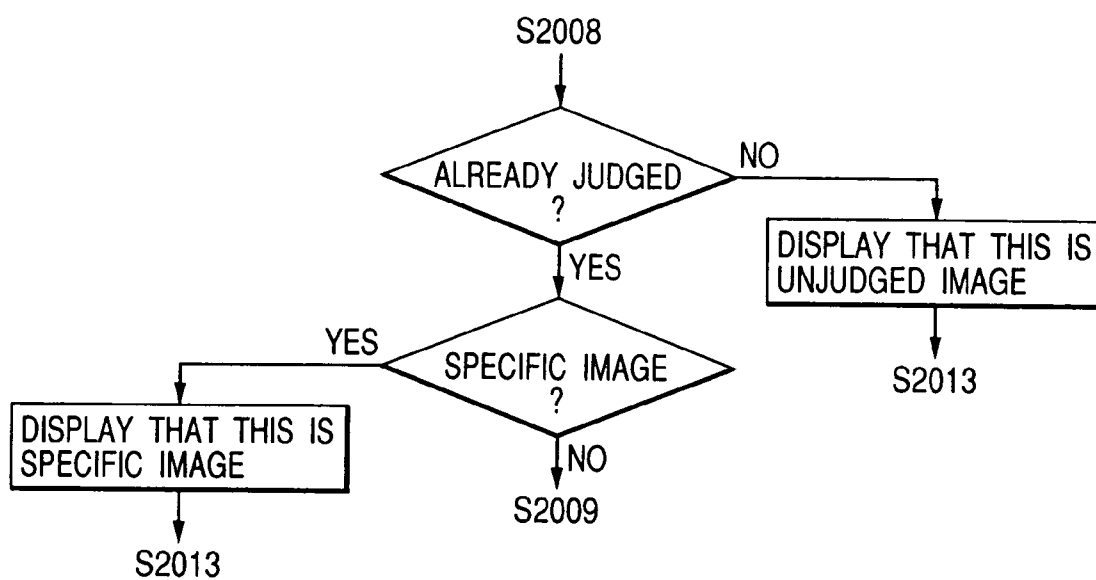 S2008
ALREADY JUDGED
?
NO
DISPLAY THAT THIS IS
UNJUDGED IMAGE
S2013
YES
SPECIFIC IMAGE
?
YES
DISPLAY THAT THIS IS
SPECIFIC IMAGE
S2013
NO
S2009